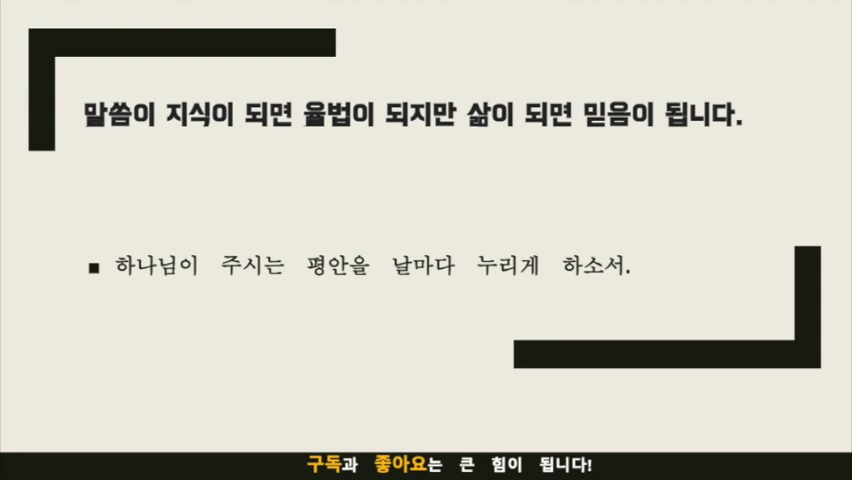 말씀이 지식이 되면 율법이 되지만 삶이 되면 믿음이 됩니다.
■ 하나님이 주시는 평안을 날마다 누리게 하소서.
구독과 좋아요는 큰 힘이 됩니다!